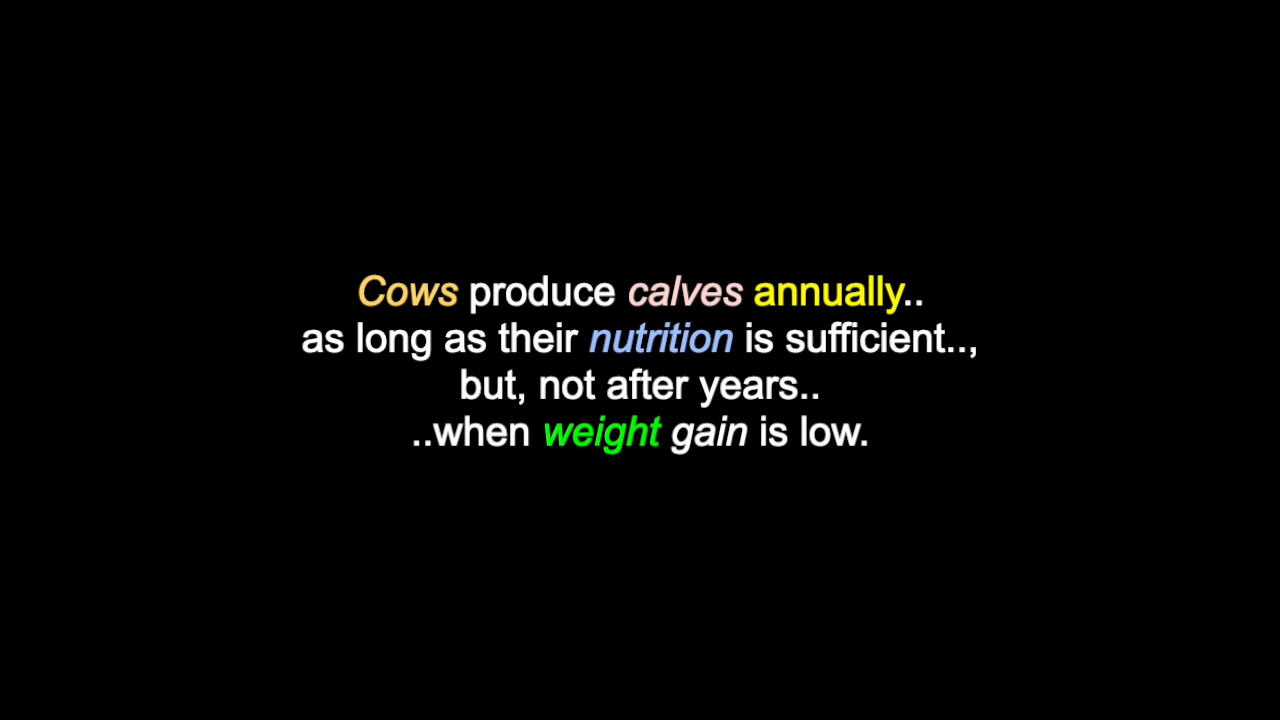 Cows produce calves annually..
as long as their nutrition is sufficient..,
but, not after years..
..when weight gain is low.